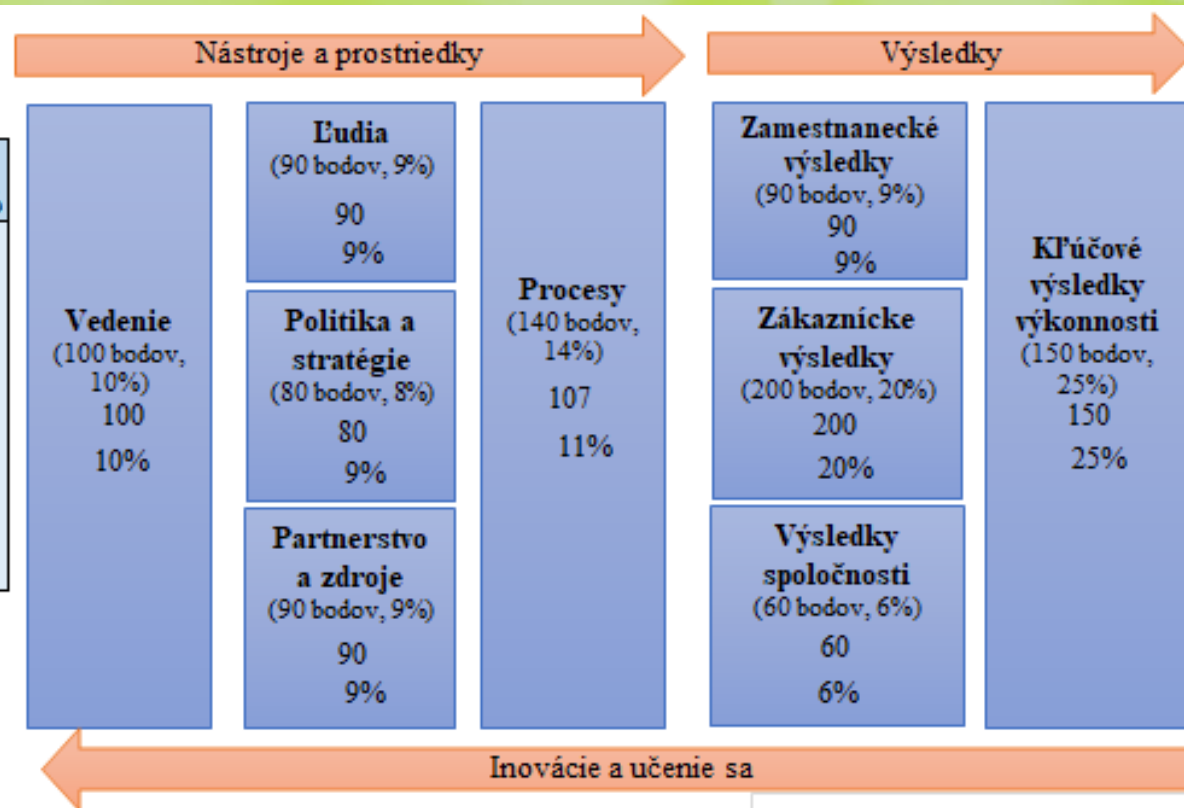 Nástroje a prostriedky
Výsledky
Vedenie
(100 bodov,
10%)
100
10%
Ľudia
(90 bodov, 9%)
90
9%
Politika a
stratégie
(80 bodov, 8%)
80
9%
Partnerstvo
a zdroje
(90 bodov, 9%)
90
9%
Procesy
(140 bodov,
14%)
107
11%
Zamestnanecké
výsledky
(90 bodov, 9%)
90
9%
Zákaznícke
výsledky
(200 bodov, 20%)
200
20%
Výsledky
spoločnosti
(60 bodov, 6%)
60
6%
Kľúčové
výsledky
výkonnosti
(150 bodov,
25%)
150
25%
Inovácie a učenie sa